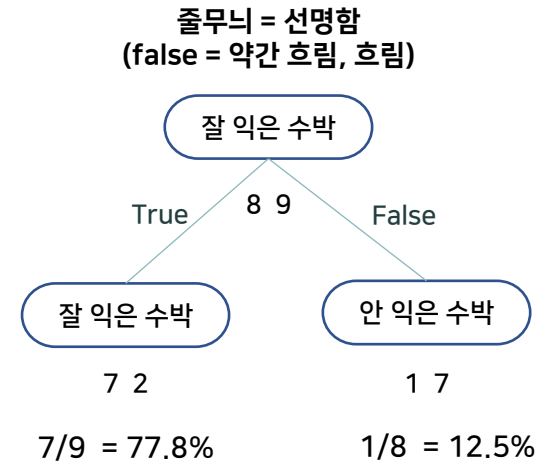 줄무늬 = 선명함
(false = 약간 흐림, 흐림)
잘 익은 수박
True
8 9
False
잘 익은 수박
안 익은 수박
7 2
1 7
7/9 = 77.8%
1/8 = 12.5%